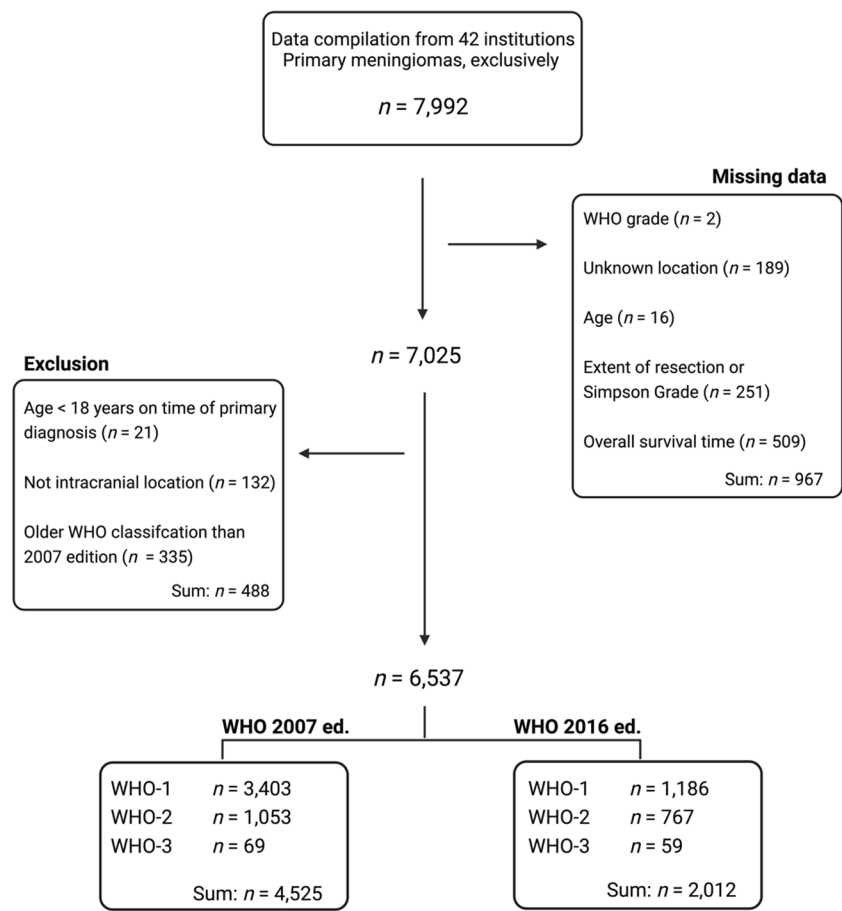 Data compilation from 42 institutions
Primary meningiomas, exclusively
n = 7,992
Missing data
WHO grade (n = 2)
Unknown location (n = 189)
Age (n = 16)
Extent of resection or
Simpson Grade (n = 251)
Overall survival time (n = 509)
Sum: n = 967
n = 7,025
Exclusion
Age < 18 years on time of primary
diagnosis (n = 21)
Not intracranial location (n = 132)
Older WHO classifcation than
2007 edition (n = 335)
Sum: n = 488
n = 6,537
WHO 2007 ed.
WHO-1 n = 3,403
WHO-2 n = 1,053
WHO-3 n = 69
Sum: n = 4,525
WHO 2016 ed.
WHO-1 n = 1,186
WHO-2 n = 767
WHO-3 n = 59
Sum: n = 2,012